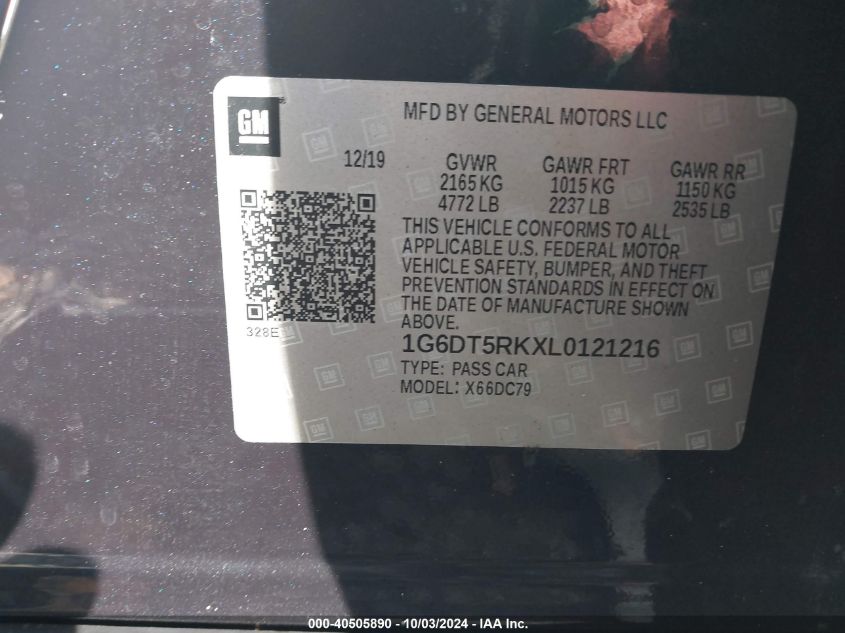 GM
MFD BY GENERAL MOTORS LLC
12/19 GVWR GAWR FRT GAWR RR
2165 KG 1015 KG 1150 KG
4772 LB 2237 LB 2535 LB
THIS VEHICLE CONFORMS TO ALL
APPLICABLE U.S. FEDERAL MOTOR
VEHICLE SAFETY, BUMPER, AND THEFT
PREVENTION STANDARDS IN EFFECT ON
THE DATE OF MANUFACTURE SHOWN
ABOVE.
328E
1G6DT5RKXL0121216
TYPE: PASS CAR
MODEL: X66DC79
000-40505890 - 10/03/2024 - IAA Inc.